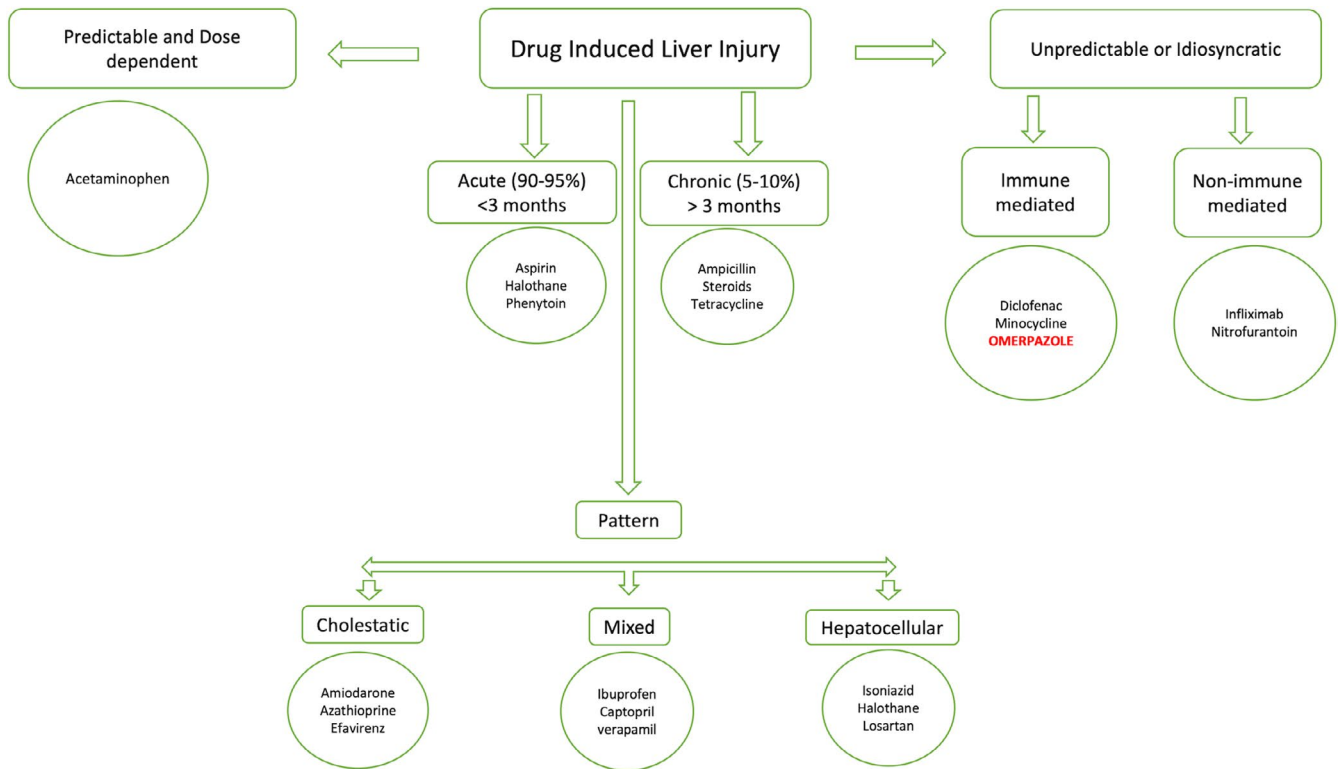 Predictable and Dose
dependent
Acetaminophen
Drug Induced Liver Injury
Acute (90-95%)
<3 months
Aspirin
Halothane
Phenytoin
Chronic (5-10%)
> 3 months
Ampicillin
Steroids
Tetracycline
Unpredictable or Idiosyncratic
Immune
mediated
Diclofenac
Minocycline
OMERPAZOLE
Non-immune
mediated
Infliximab
Nitrofurantoin
Pattern
Cholestatic
Amiodarone
Azathioprine
Efavirenz
Mixed
Ibuprofen
Captopril
verapamil
Hepatocellular
Isoniazid
Halothane
Losartan